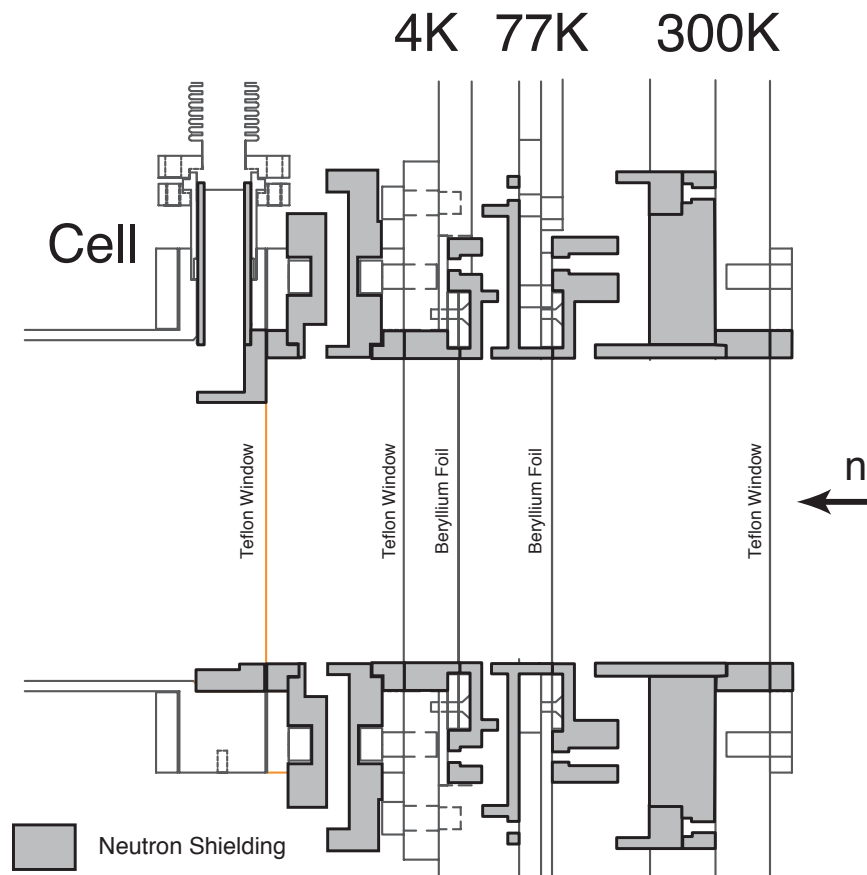 4K 77K 300K
Cell
Teflon Window
Teflon Window
Beryllium Foil
Beryllium Foil
Teflon Window
n
Neutron Shielding